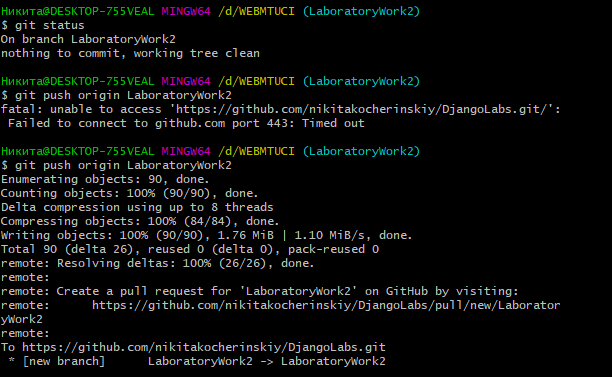 Никита@DESKTOP-755VEAL MINGW64 /d/WEBMTUCI (LaboratoryWork2)
$ git status
On branch LaboratoryWork2
nothing to commit, working tree clean
Никита@DESKTOP-755VEAL MINGW64 /d/WEBMTUCI (LaboratoryWork2)
$ git push origin LaboratoryWork2
fatal: unable to access 'https://github.com/nikitakocherinskiy/DjangoLabs.git/':
 Failed to connect to github.com port 443: Timed out
Никита@DESKTOP-755VEAL MINGW64 /d/WEBMTUCI (LaboratoryWork2)
$ git push origin LaboratoryWork2
Enumerating objects: 90, done.
Counting objects: 100% (90/90), done.
Delta compression using up to 8 threads
Compressing objects: 100% (84/84), done.
Writing objects: 100% (90/90), 1.76 MiB | 1.10 MiB/s, done.
Total 90 (delta 26), reused 0 (delta 0), pack-reused 0
remote: Resolving deltas: 100% (26/26), done.
remote:
remote: Create a pull request for 'LaboratoryWork2' on GitHub by visiting:
remote:      https://github.com/nikitakocherinskiy/DjangoLabs/pull/new/Laborator
yWork2
remote:
To https://github.com/nikitakocherinskiy/DjangoLabs.git
 * [new branch]      LaboratoryWork2 -> LaboratoryWork2